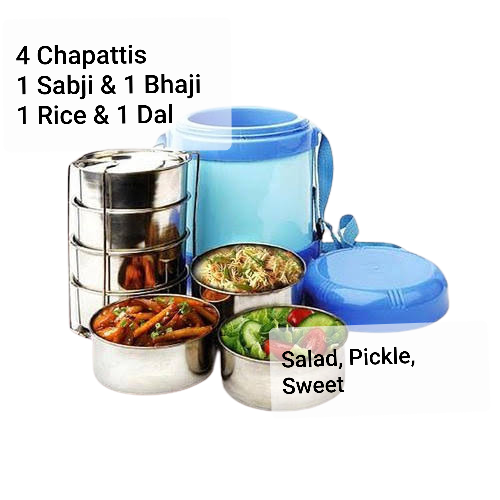 4 Chapattis
1 Sabji & 1 Bhaji
1 Rice & 1 Dal
Salad, Pickle,
Sweet